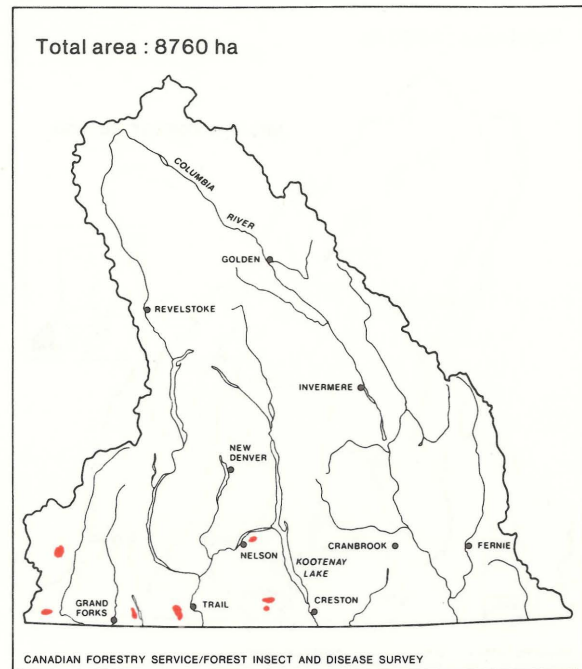 Total area : 8760 ha
COLUMBIA
RIVER
GOLDEN
REVELSTOKE
INVERMERE
NEW
DENVER
NELSON
CRANBROOK
FERNIE
KOOTENAY
LAKE
GRAND
FORKS
TRAIL
CRESTON
CANADIAN FORESTRY SERVICE/FOREST INSECT AND DISEASE SURVEY